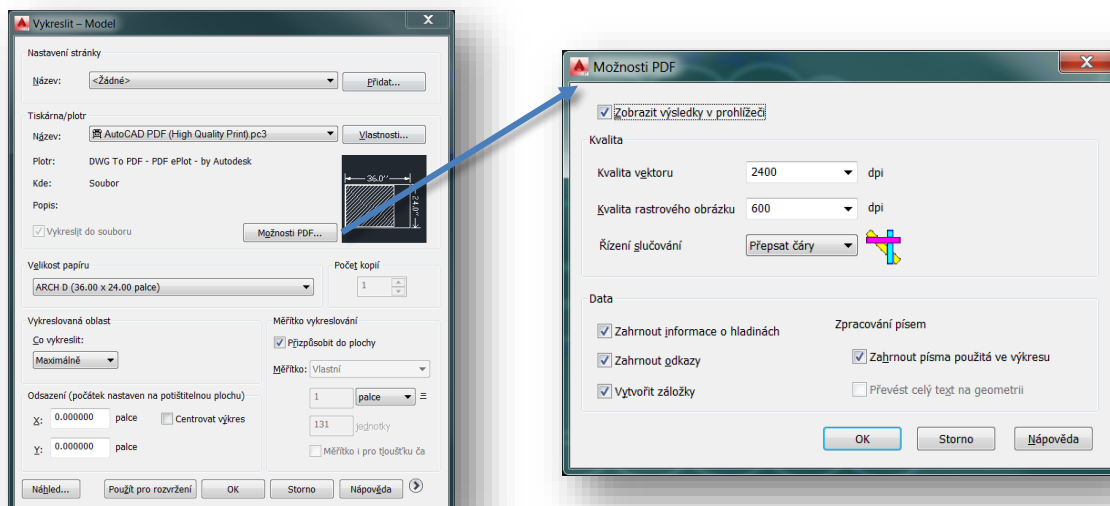 Vykreslit – Model
Nastavení stránky
Název: <Žádné> Přidat...
Tiskárna/plotr
Název: AutoCAD PDF (High Quality Print).pc3 Vlastnosti...
Plotr: DWG To PDF - PDF ePlot - by Autodesk
Kde: Soubor
Popis:
36.0''
24.0''
Vykreslit do souboru Možnosti PDF...
Velikost papíru Počet kopií
ARCH D (36.00 x 24.00 palce) 1
Vykreslovaná oblast Měřítko vykreslování
Co vykreslit: Přizpůsobit do plochy
Maximálně Měřítko: Vlastní
Odsazení (počátek nastaven na potištitelnou plochu) 1 palce =
X: 0.000000 palce Centrovat výkres
131 jednotky
Y: 0.000000 palce Měřítko i pro tloušťku ča
Náhled... Použít pro rozvržení OK Storno Nápověda
Možnosti PDF
Zobrazit výsledky v prohlížeči
Kvalita
Kvalita vektoru 2400 dpi
Kvalita rastrového obrázku 600 dpi
Řízení slučování Přepsat čáry
Data
Zahrnout informace o hladinách Zpracování písem
Zahrnout odkazy Zahrnout písma použitá ve výkresu
Vytvořit záložky Převést celý text na geometrii
OK Storno Nápověda